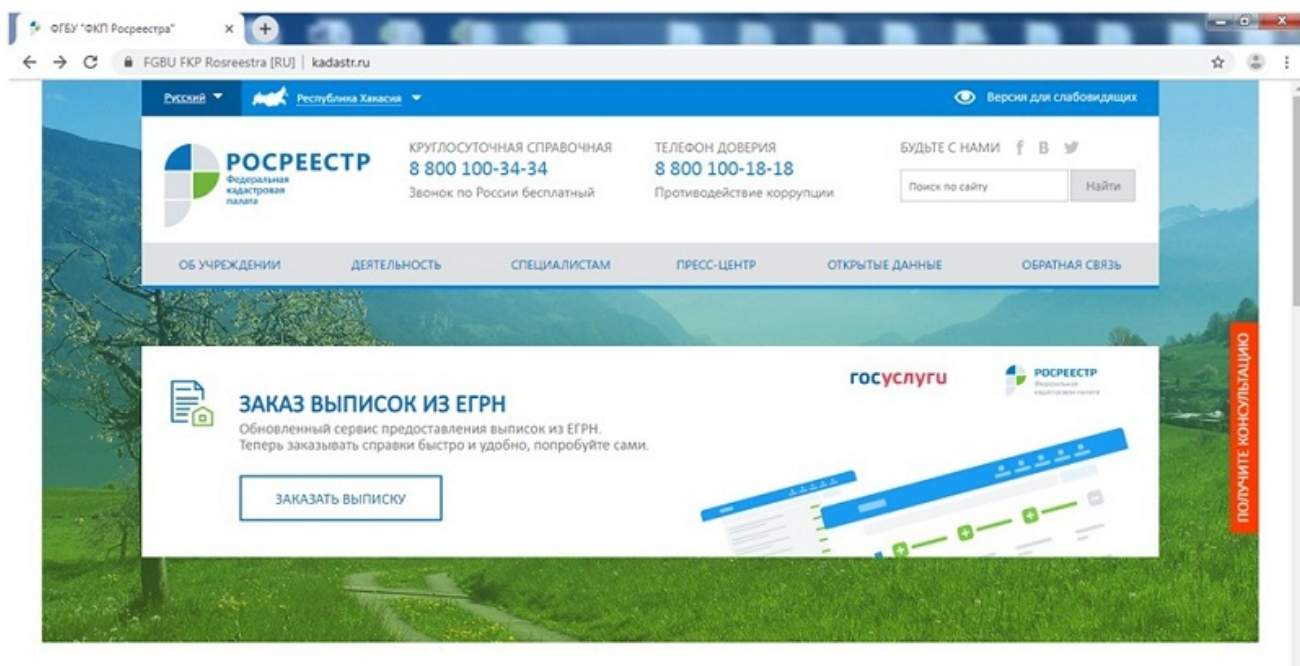 ФГБУ "ФКП Росреестра"
FGBU FKP Rosreestra [RU] | kadastr.ru
Русский
Республика Хакасия
Версия для слабовидящих
РОСРЕЕСТР
Федеральная
кадастровая
палата
КРУГЛОСУТОЧНАЯ СПРАВОЧНАЯ
8 800 100-34-34
Звонок по России бесплатный
ТЕЛЕФОН ДОВЕРИЯ
8 800 100-18-18
Противодействие коррупции
БУДЬТЕ С НАМИ
Поиск по сайту
Найти
ОБ УЧРЕЖДЕНИИ
ДЕЯТЕЛЬНОСТЬ
СПЕЦИАЛИСТАМ
ПРЕСС-ЦЕНТР
ОТКРЫТЫЕ ДАННЫЕ
ОБРАТНАЯ СВЯЗЬ
ЗАКАЗ ВЫПИСОК ИЗ ЕГРН
Обновленный сервис предоставления выписок из ЕГРН.
Теперь заказывать справки быстро и удобно, попробуйте сами.
ЗАКАЗАТЬ ВЫПИСКУ
госуслуги
РОСРЕЕСТР
Федеральная
кадастровая палата
ПОЛУЧИТЕ КОНСУЛЬТАЦИЮ